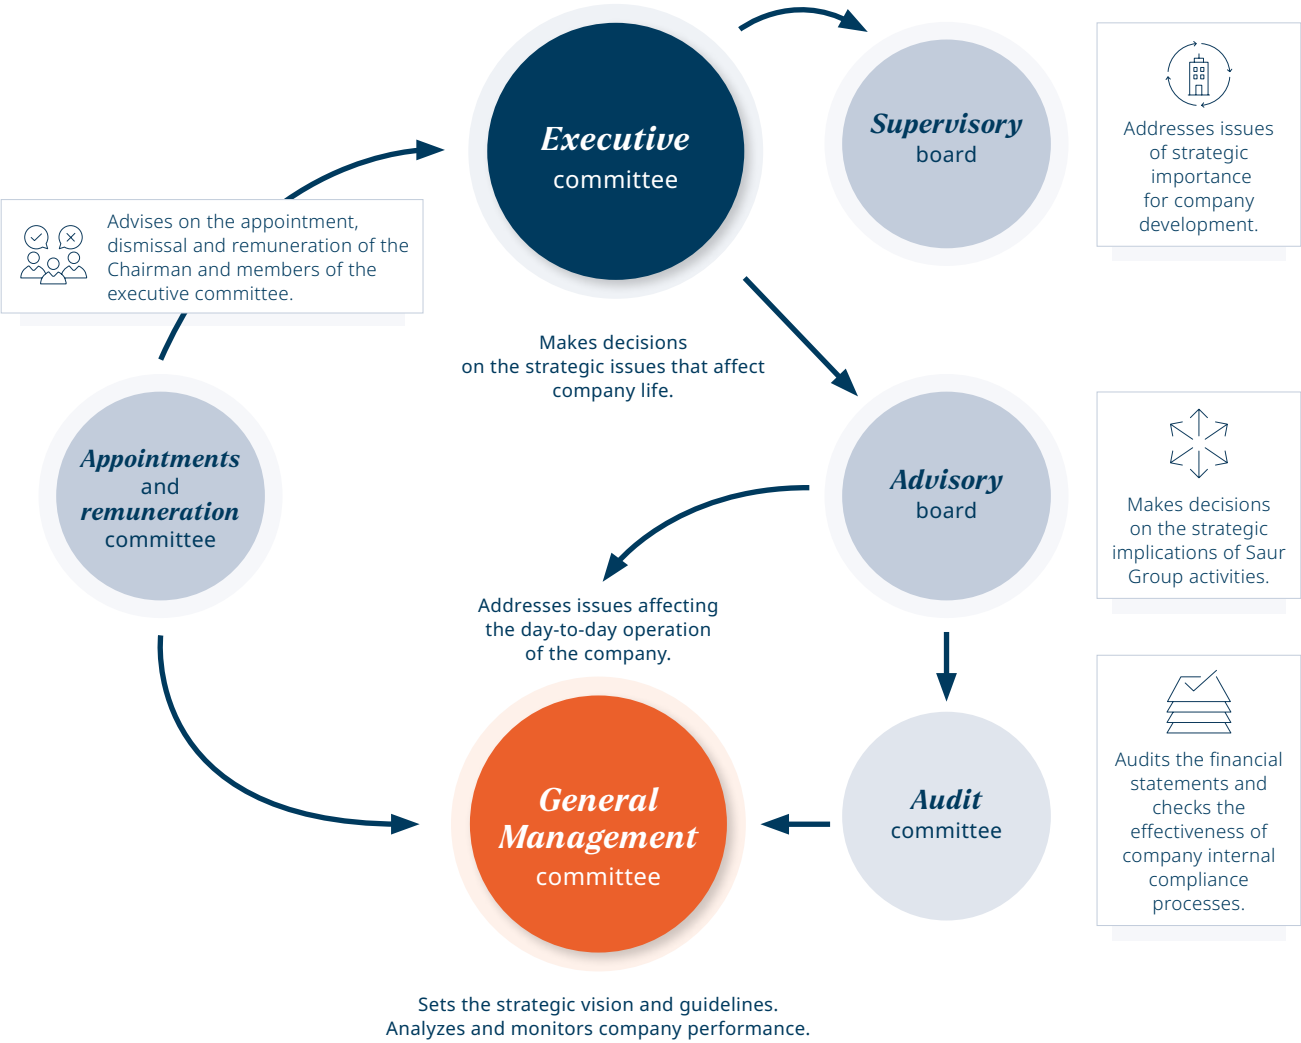 Executive
committee
Supervisory
board
Addresses issues
of strategic
importance
for company
development.
Advises on the appointment,
dismissal and remuneration of the
Chairman and members of the
executive committee.
Makes decisions
on the strategic issues that affect
company life.
Appointments
and
remuneration
committee
Advisory
board
Makes decisions
on the strategic
implications of Saur
Group activities.
Addresses issues affecting
the day-to-day operation
of the company.
General
Management
committee
Audit
committee
Audits the financial
statements and
checks the
effectiveness of
company internal
compliance
processes.
Sets the strategic vision and guidelines.
Analyzes and monitors company performance.